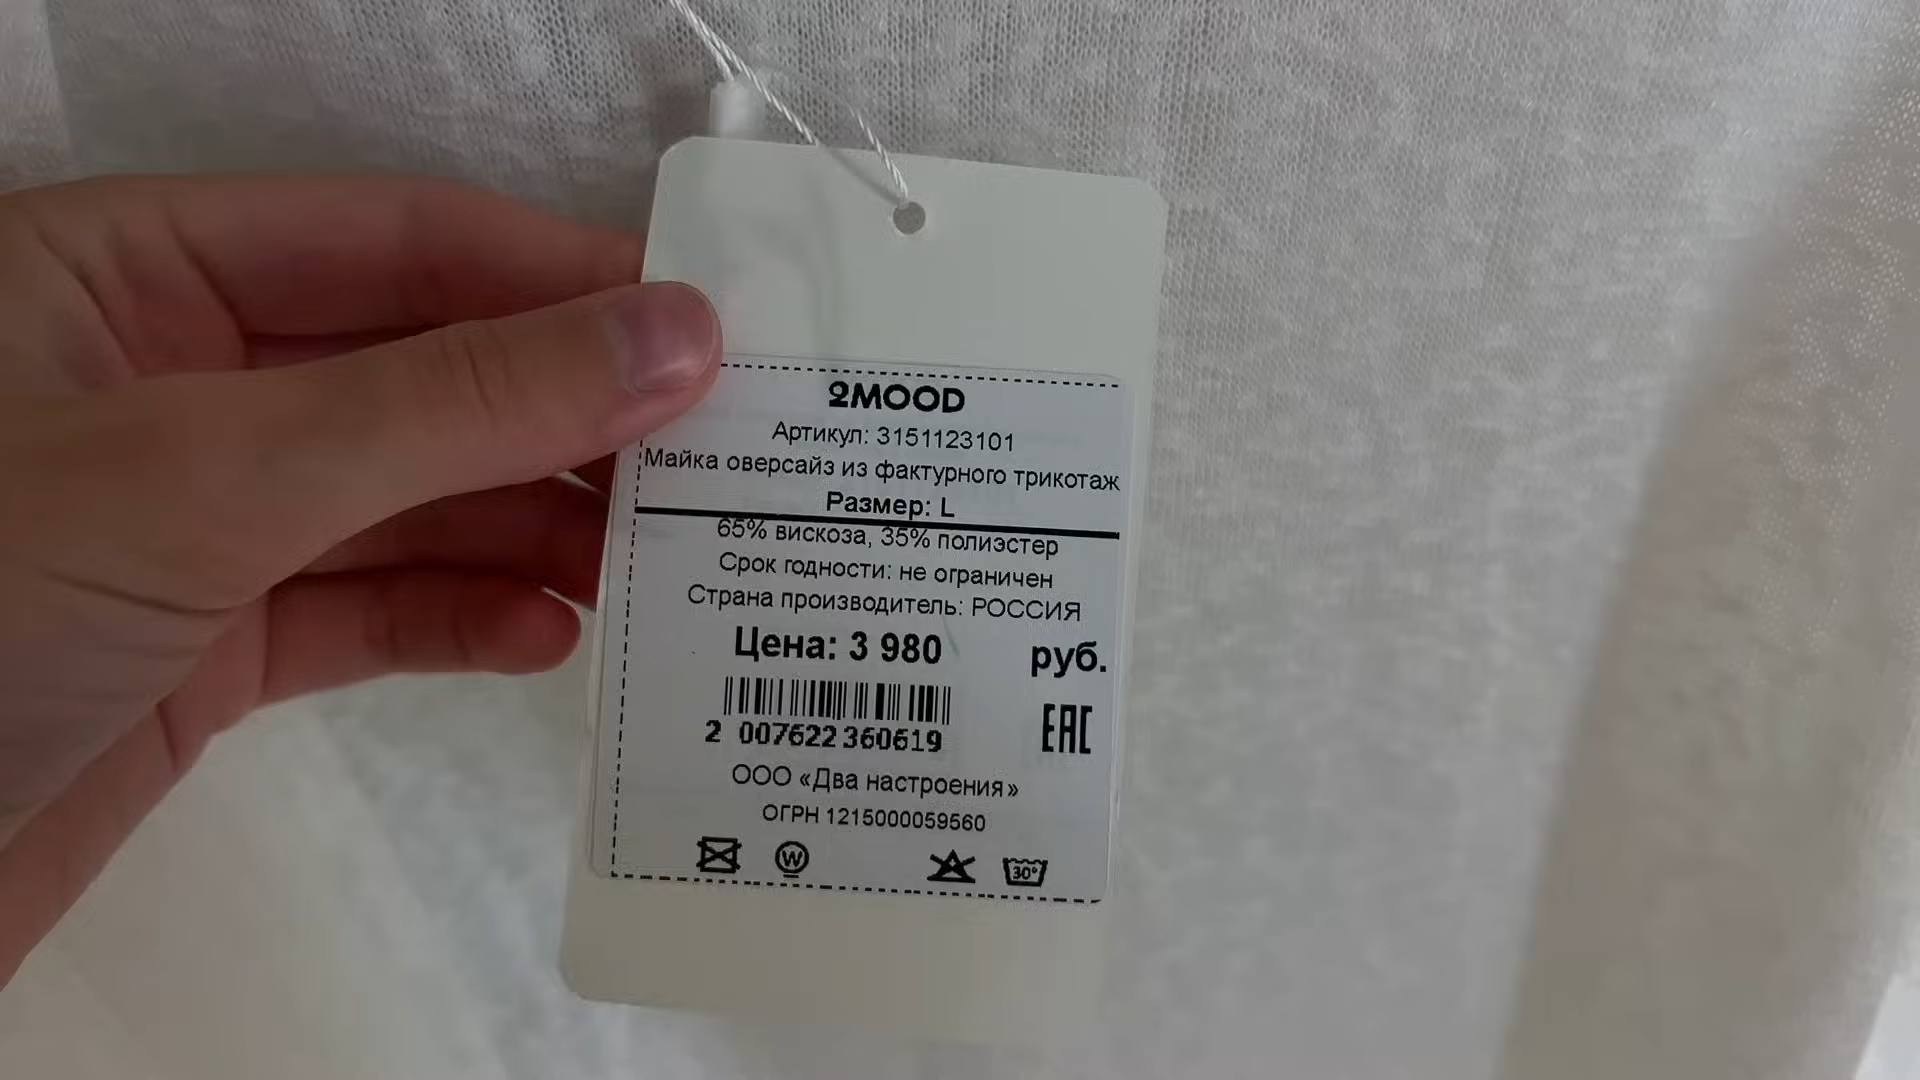 2MOOD
Артикул: 3151123101
Майка оверсайз из фактурного трикотаж
Размер: L
65% вискоза, 35% полиэстер
Срок годности: не ограничен
Страна производитель: РОССИЯ
Цена: 3 980 руб.
2 007622 360619
EAC
ООО «Два настроения»
ОГРН 1215000059560
W 30°